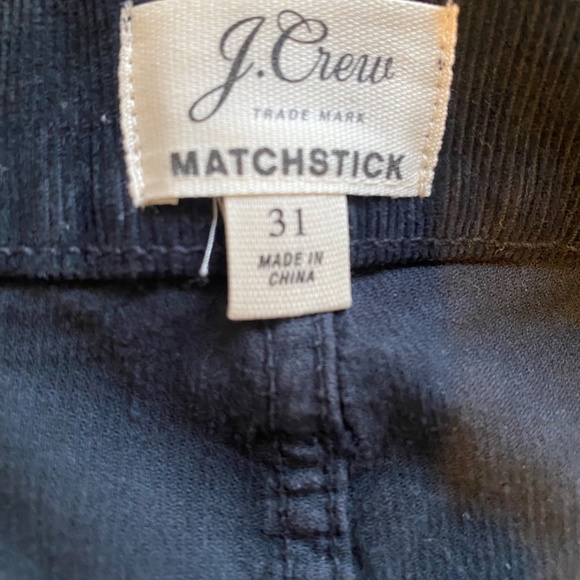 J.Crew
TRADE MARK
MATCHSTICK
31
MADE IN
CHINA